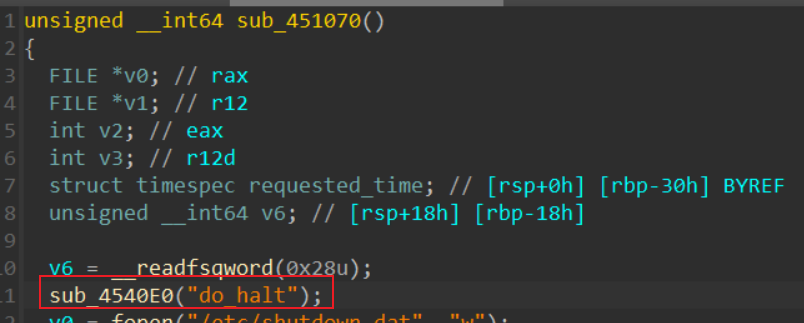 1 unsigned __int64 sub_451070()
2 {
3 FILE *v0; // rax
4 FILE *v1; // r12
5 int v2; // eax
6 int v3; // r12d
7 struct timespec requested_time; // [rsp+0h] [rbp-30h] BYREF
8 unsigned __int64 v6; // [rsp+18h] [rbp-18h]
9
10 v6 = __readfsqword(0x28u);
11 sub_4540E0("do_halt");
v0 = fopen("/etc/shutdown.dat", "w");